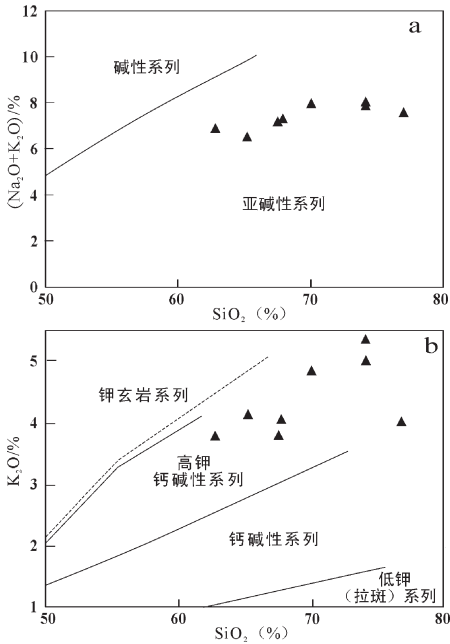 12
a
10
碱性系列
8
6
(Na₂O+K₂O)/%
4
亚碱性系列
2
0
50 60 70 80
SiO₂（%）
b
5
钾玄岩系列
4
高钾
钙碱性系列
K₂O/%
3
钙碱性系列
2
低钾
（拉斑）系列
1
50 60 70 80
SiO₂（%）